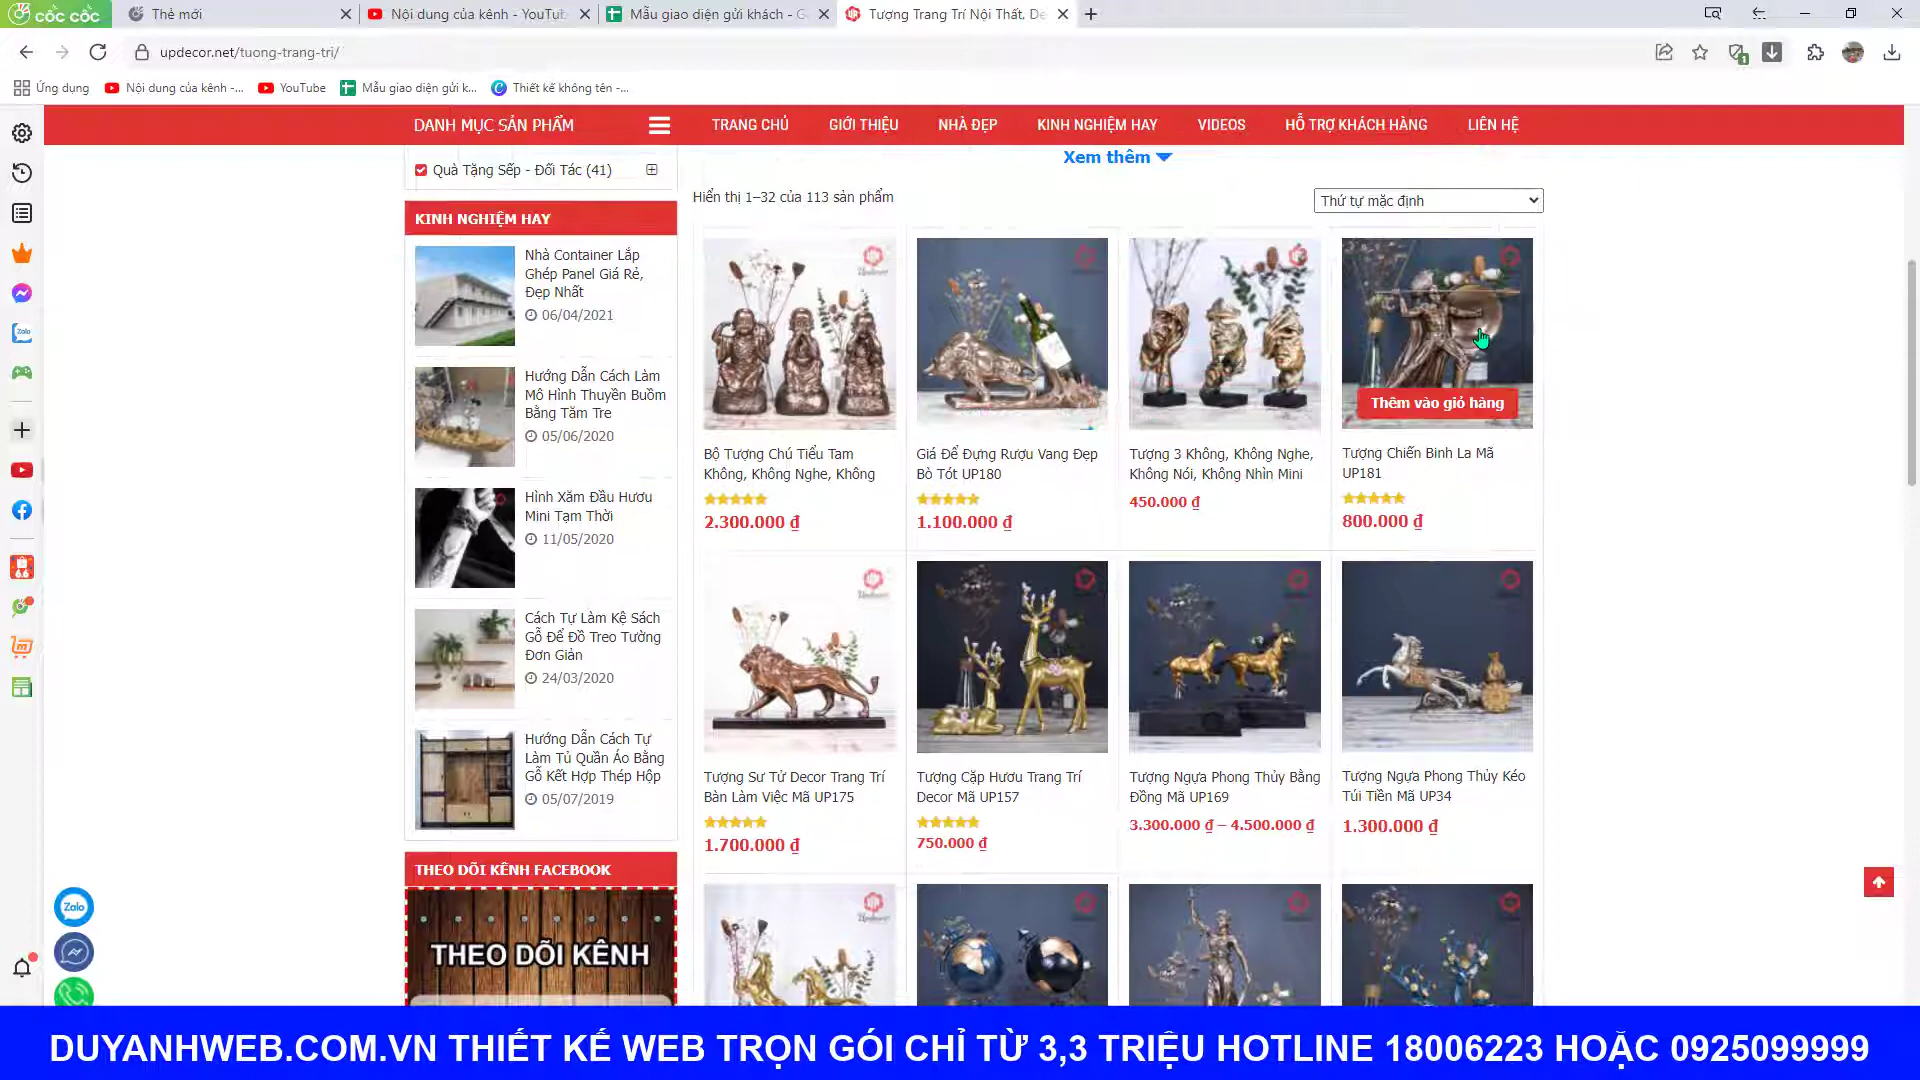 cốc cốc
Thẻ mới
Nội dung của kênh - YouTub
Mẫu giao diện gửi khách - G
Tượng Trang Trí Nội Thất, De
updecor.net/tuong-trang-tri/
Ứng dụng
Nội dung của kênh -...
YouTube
Mẫu giao diện gửi k...
Thiết kế không tên -...
DANH MỤC SẢN PHẨM
TRANG CHỦ
GIỚI THIỆU
NHÀ ĐẸP
KINH NGHIỆM HAY
VIDEOS
HỖ TRỢ KHÁCH HÀNG
LIÊN HỆ
Quà Tặng Sếp - Đối Tác (41)
Xem thêm
Hiển thị 1–32 của 113 sản phẩm
Thứ tự mặc định
KINH NGHIỆM HAY
Nhà Container Lắp
Ghép Panel Giá Rẻ,
Đẹp Nhất
06/04/2021
Hướng Dẫn Cách Làm
Mô Hình Thuyền Buồm
Bằng Tăm Tre
05/06/2020
Hình Xăm Đầu Hươu
Mini Tạm Thời
11/05/2020
Cách Tự Làm Kệ Sách
Gỗ Để Đồ Treo Tường
Đơn Giản
24/03/2020
Hướng Dẫn Cách Tự
Làm Tủ Quần Áo Bằng
Gỗ Kết Hợp Thép Hộp
05/07/2019
THEO DÕI KÊNH FACEBOOK
THEO DÕI KÊNH
Thêm vào giỏ hàng
Bộ Tượng Chú Tiểu Tam
Không, Không Nghe, Không
2.300.000 ₫
Giá Để Đựng Rượu Vang Đẹp
Bò Tót UP180
1.100.000 ₫
Tượng 3 Không, Không Nghe,
Không Nói, Không Nhìn Mini
450.000 ₫
Tượng Chiến Binh La Mã
UP181
800.000 ₫
Tượng Sư Tử Decor Trang Trí
Bàn Làm Việc Mã UP175
1.700.000 ₫
Tượng Cặp Hươu Trang Trí
Decor Mã UP157
750.000 ₫
Tượng Ngựa Phong Thủy Bằng
Đồng Mã UP169
3.300.000 ₫ – 4.500.000 ₫
Tượng Ngựa Phong Thủy Kéo
Túi Tiền Mã UP34
1.300.000 ₫
Zalo
Zalo
DUYANHWEB.COM.VN THIẾT KẾ WEB TRỌN GÓI CHỈ TỪ 3,3 TRIỆU HOTLINE 18006223 HOẶC 0925099999